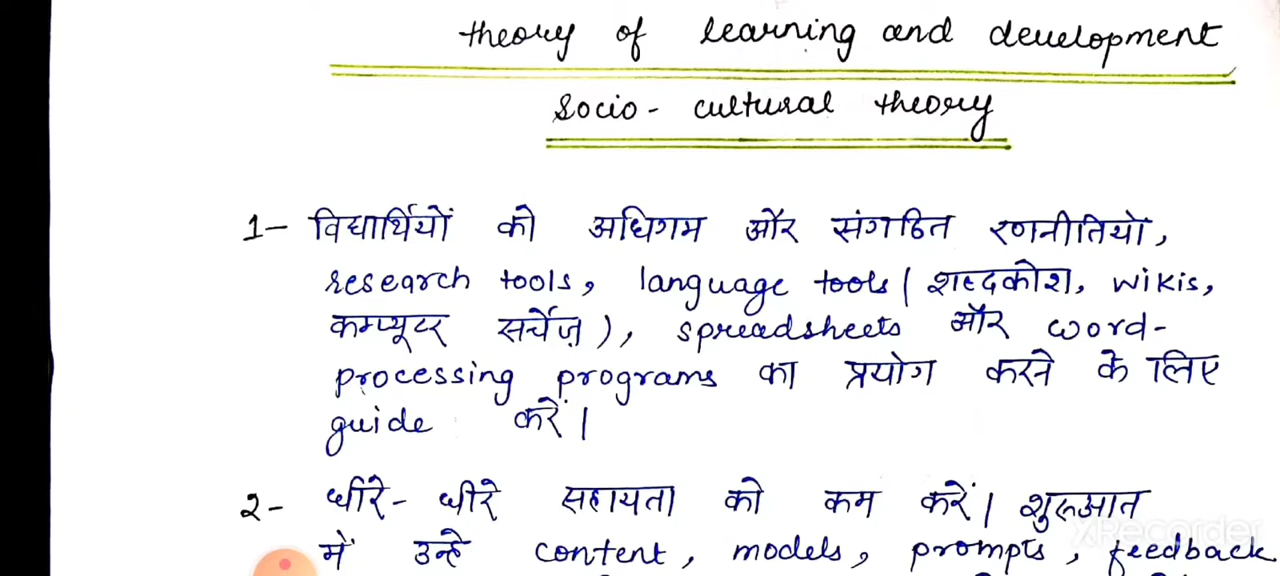 theory of learning and development
Socio - cultural theory
1- विद्यार्थियों को अधिगम और संगठित रणनीतियों,
research tools, language tools ( शब्दकोश, wikis,
कम्प्यूटर सर्चेज़ ), spreadsheets और word-
processing programs का प्रयोग करने के लिए
guide करें।
2- धीरे- धीरे सहायता को कम करें। शुरुआत
में उन्हे content, models, prompts, feedback
XRecorder